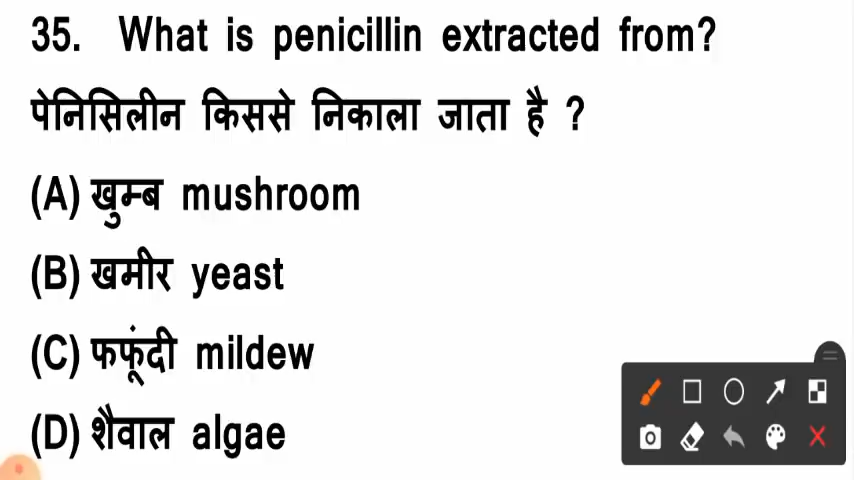 35. What is penicillin extracted from?
पेनिसिलीन किससे निकाला जाता है ?
(A) खुम्ब mushroom
(B) खमीर yeast
(C) फफूंदी mildew
(D) शैवाल algae